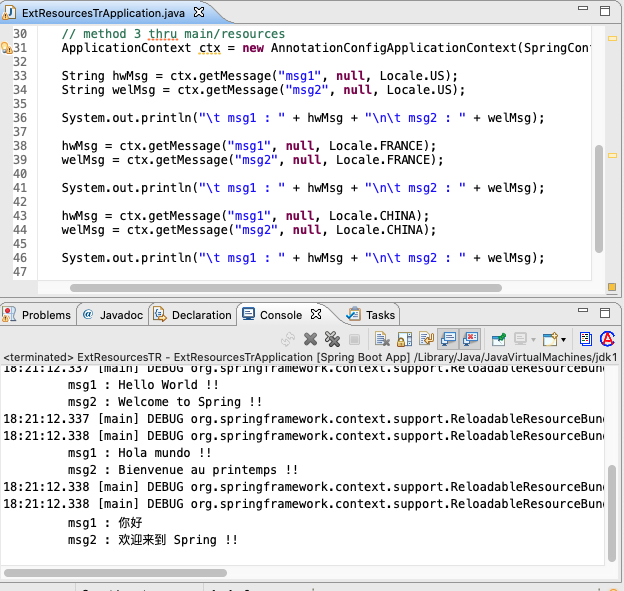 ExtResourcesTrApplication.java
30 // method 3 thru main/resources
31 ApplicationContext ctx = new AnnotationConfigApplicationContext(SpringCon
32
33 String hwMsg = ctx.getMessage("msg1", null, Locale.US);
34 String welMsg = ctx.getMessage("msg2", null, Locale.US);
35
36 System.out.println("\t msg1 : " + hwMsg + "\n\t msg2 : " + welMsg);
37
38 hwMsg = ctx.getMessage("msg1", null, Locale.FRANCE);
39 welMsg = ctx.getMessage("msg2", null, Locale.FRANCE);
40
41 System.out.println("\t msg1 : " + hwMsg + "\n\t msg2 : " + welMsg);
42
43 hwMsg = ctx.getMessage("msg1", null, Locale.CHINA);
44 welMsg = ctx.getMessage("msg2", null, Locale.CHINA);
45
46 System.out.println("\t msg1 : " + hwMsg + "\n\t msg2 : " + welMsg);
47
Problems @ Javadoc Declaration Console Tasks
<terminated> ExtResourcesTR - ExtResourcesTrApplication [Spring Boot App] /Library/Java/JavaVirtualMachines/jdk1
18:21:12.337 [main] DEBUG org.springframework.context.support.ReloadableResourceBun
msg1 : Hello World !!
msg2 : Welcome to Spring !!
18:21:12.337 [main] DEBUG org.springframework.context.support.ReloadableResourceBun
18:21:12.338 [main] DEBUG org.springframework.context.support.ReloadableResourceBun
msg1 : Hola mundo !!
msg2 : Bienvenue au printemps !!
18:21:12.338 [main] DEBUG org.springframework.context.support.ReloadableResourceBun
18:21:12.338 [main] DEBUG org.springframework.context.support.ReloadableResourceBun
msg1 : 你好
msg2 : 欢迎来到 Spring !!